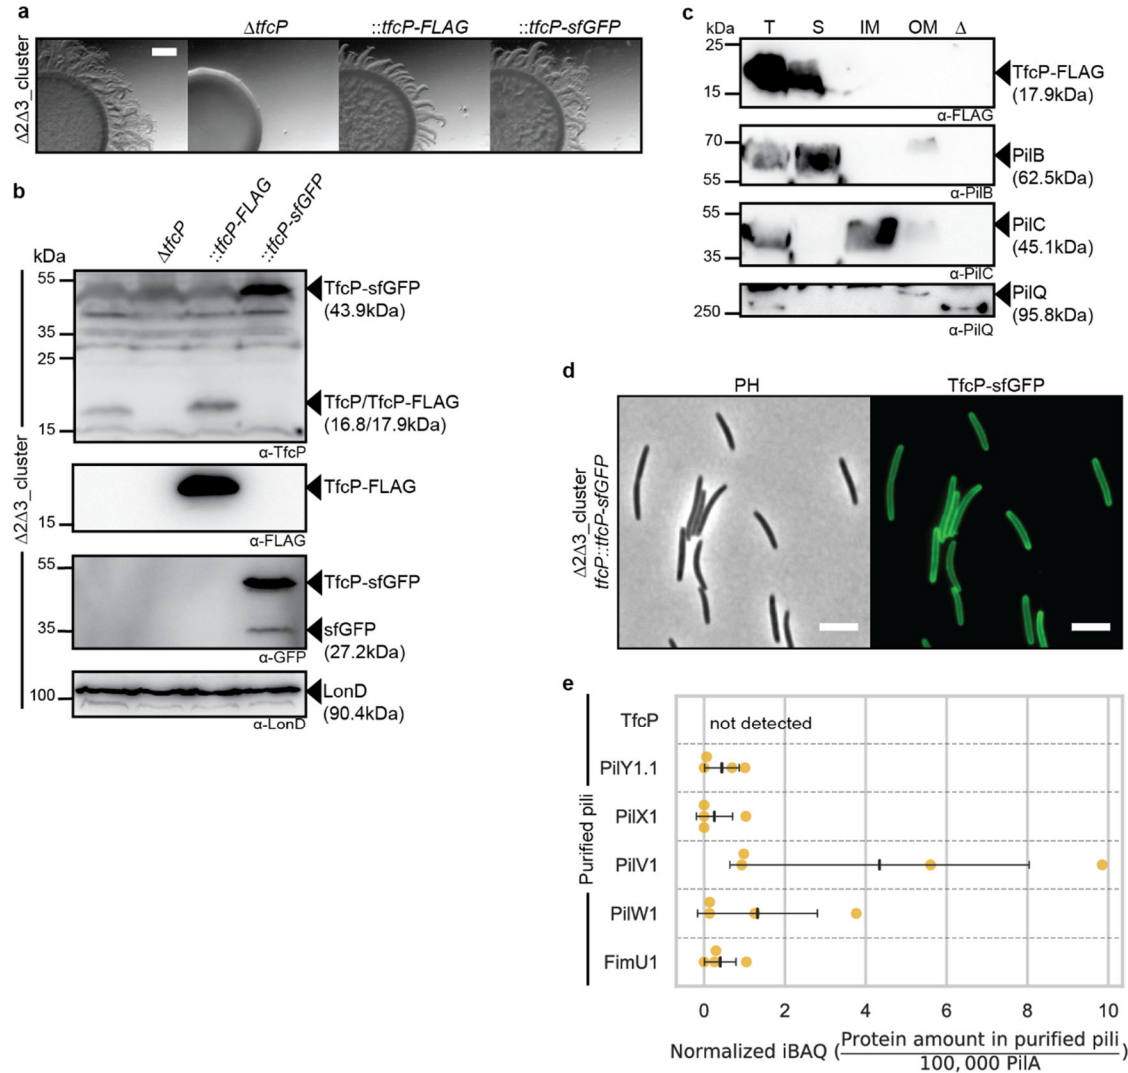 a
ΔtfcP
::tfcP-FLAG
::tfcP-sfGFP
Δ2Δ3_cluster
b
ΔtfcP
::tfcP-FLAG
::tfcP-sfGFP
kDa
55
35
25
15
TfcP-sfGFP
(43.9kDa)
TfcP/TfcP-FLAG
(16.8/17.9kDa)
α-TfcP
Δ2Δ3_cluster
15
TfcP-FLAG
α-FLAG
55
35
TfcP-sfGFP
sfGFP
(27.2kDa)
α-GFP
100
LonD
(90.4kDa)
α-LonD
c
kDa T S IM OM Δ
25
15
TfcP-FLAG
(17.9kDa)
α-FLAG
70
55
PilB
(62.5kDa)
α-PilB
55
35
PilC
(45.1kDa)
α-PilC
250
PilQ
(95.8kDa)
α-PilQ
d
PH
TfcP-sfGFP
Δ2Δ3_cluster
tfcP::tfcP-sfGFP
e
Purified pili
TfcP
not detected
PilY1.1
PilX1
PilV1
PilW1
FimU1
0 2 4 6 8 10
Normalized iBAQ (Protein amount in purified pili
100,000 PilA)